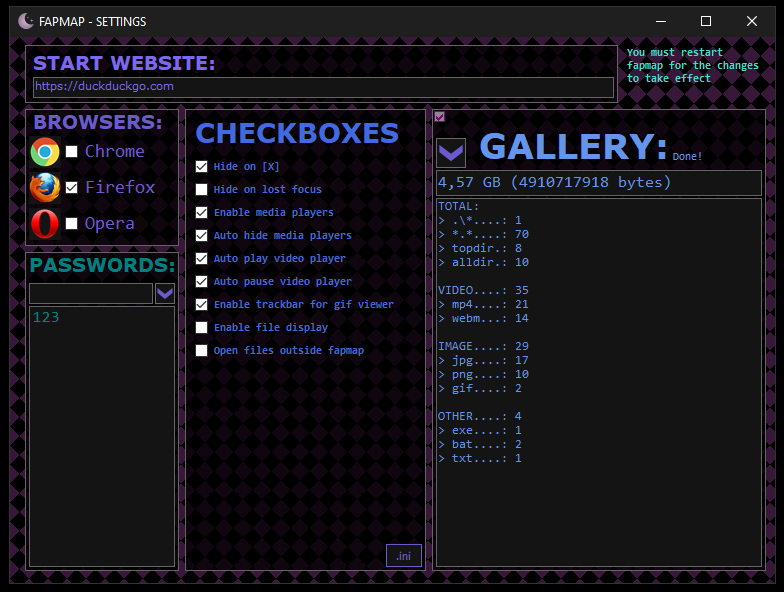 FAPMAP - SETTINGS
START WEBSITE:
https://duckduckgo.com
You must restart
fapmap for the changes
to take effect
BROWSERS:
Chrome
Firefox
Opera
PASSWORDS:
123
CHECKBOXES
Hide on [X]
Hide on lost focus
Enable media players
Auto hide media players
Auto play video player
Auto pause video player
Enable trackbar for gif viewer
Enable file display
Open files outside fapmap
.ini
GALLERY: Done!
4,57 GB (4910717918 bytes)
TOTAL:
> .\*....: 1
> *.*....: 70
> topdir.: 8
> alldir.: 10
VIDEO....: 35
> mp4....: 21
> webm...: 14
IMAGE....: 29
> jpg....: 17
> png....: 10
> gif....: 2
OTHER....: 4
> exe....: 1
> bat....: 2
> txt....: 1